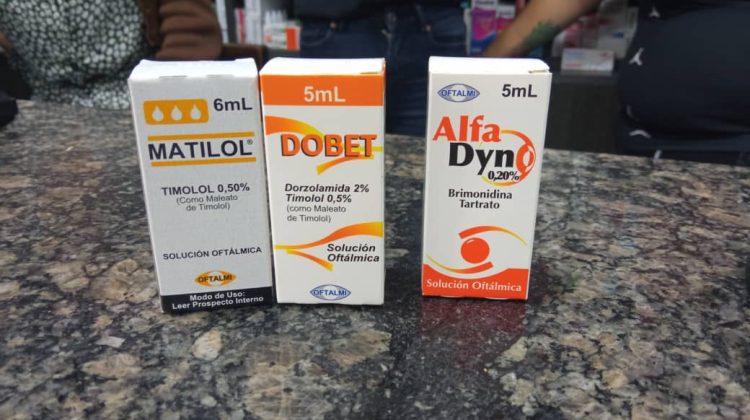 6mL
MATILOL®
TIMOLOL 0,50%
(Como Maleato
de Timolol)
SOLUCIÓN OFTÁLMICA
OFTALMI
Modo de Uso:
Leer Prospecto Interno
5mL
DOBET
Dorzolamida 2%
Timolol 0,5%
(como Maleato
de Timolol)
Solución
Oftálmica
OFTALMI
OFTALMI
5mL
Alfa
Dyn
0,20%
Brimonidina
Tartrato
Solución Oftálmica